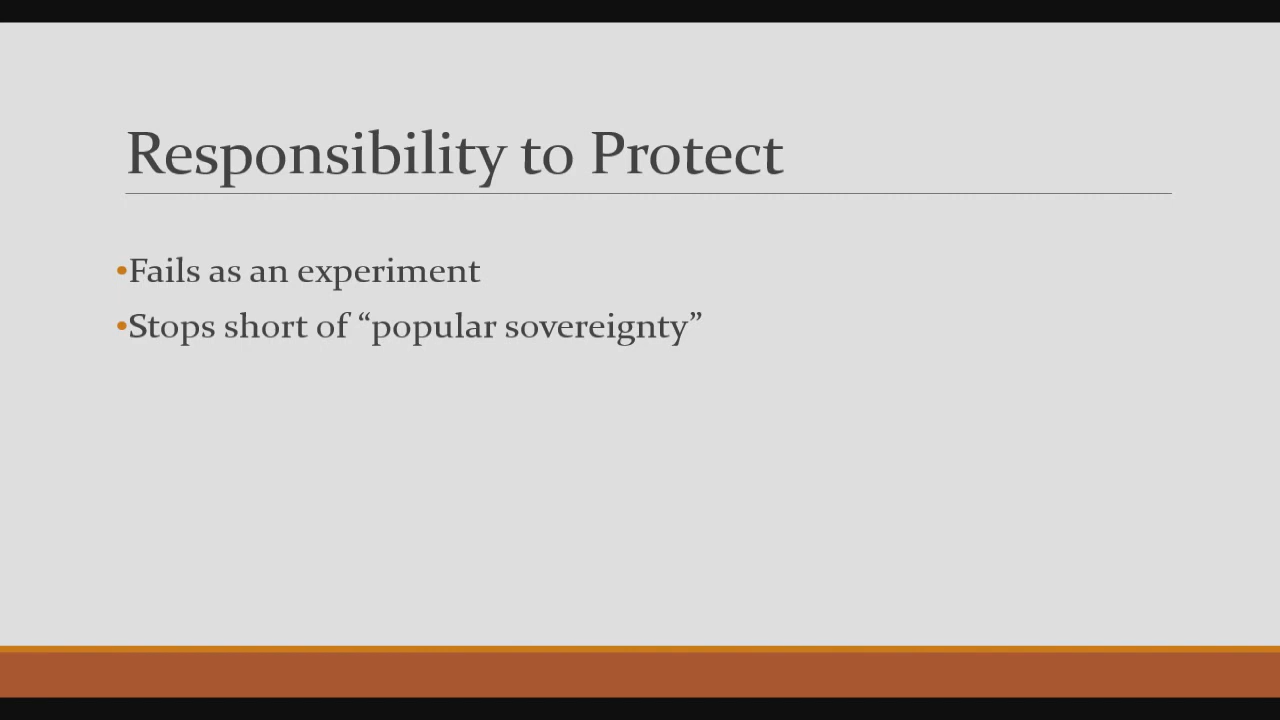 Responsibility to Protect
•Fails as an experiment
•Stops short of “popular sovereignty”